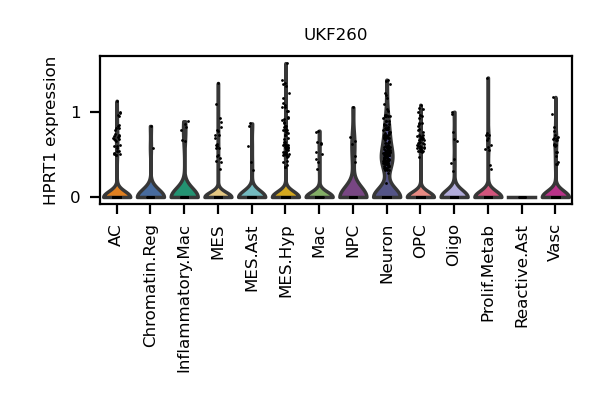 UKF260
HPRT1 expression
1
0
AC
Chromatin.Reg
Inflammatory.Mac
MES
MES.Ast
MES.Hyp
Mac
NPC
Neuron
OPC
Oligo
Prolif.Metab
Reactive.Ast
Vasc